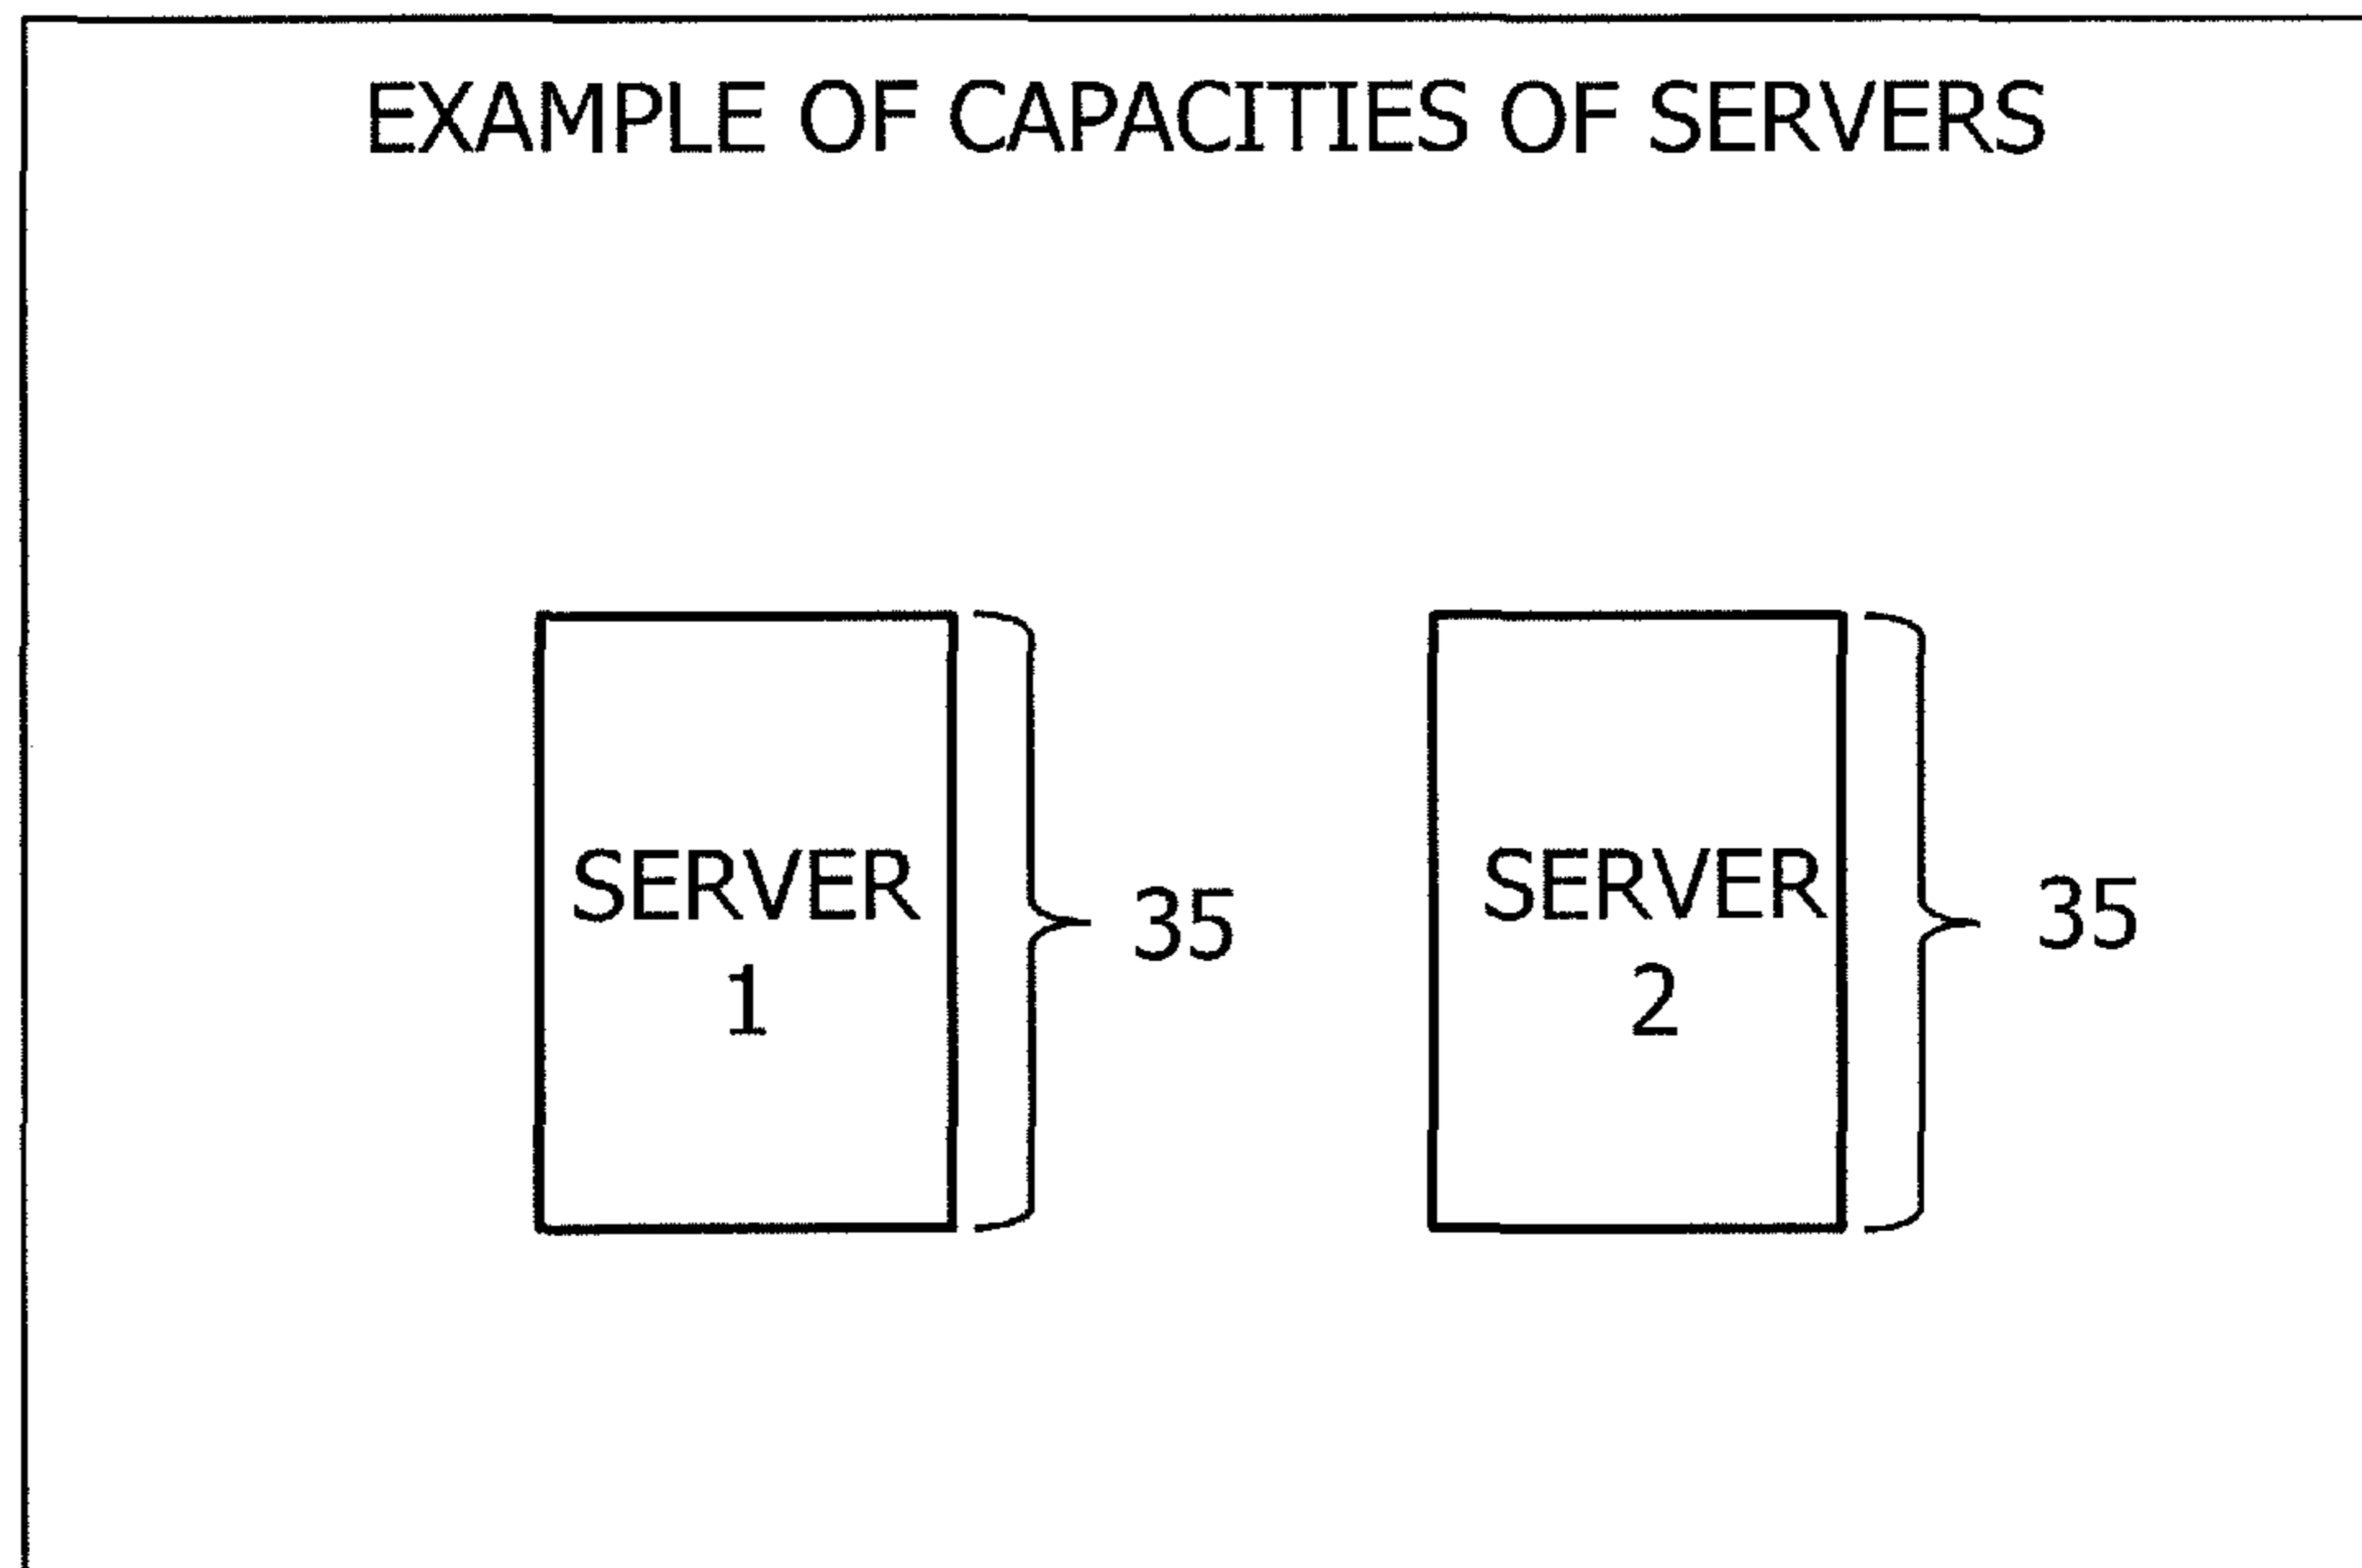 EXAMPLE OF CAPACITIES OF SERVERS
SERVER
1
35
SERVER
2
35